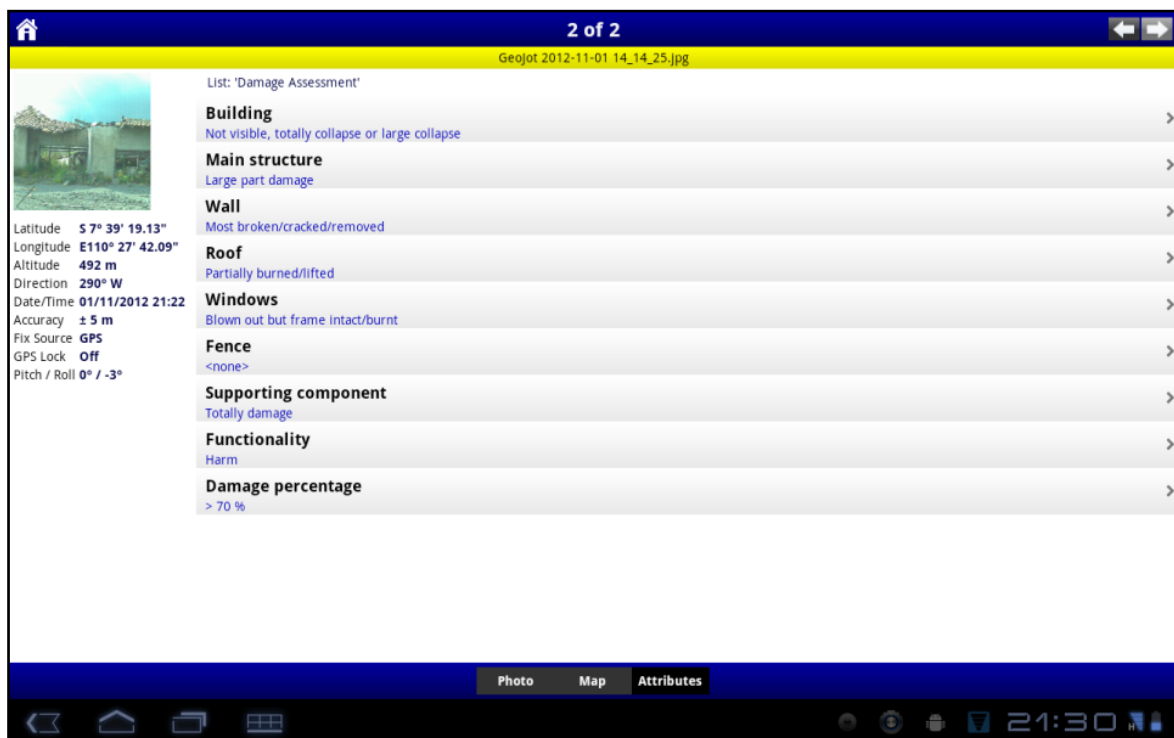 2 of 2
GeoJot 2012-11-01 14_14_25.jpg
List: 'Damage Assessment'
Building
Not visible, totally collapse or large collapse
Main structure
Large part damage
Wall
Most broken/cracked/removed
Roof
Partially burned/lifted
Windows
Blown out but frame intact/burnt
Fence
<none>
Supporting component
Totally damage
Functionality
Harm
Damage percentage
> 70 %
Latitude S 7° 39' 19.13"
Longitude E110° 27' 42.09"
Altitude 492 m
Direction 290° W
Date/Time 01/11/2012 21:22
Accuracy ± 5 m
Fix Source GPS
GPS Lock Off
Pitch / Roll 0° / -3°
Photo Map Attributes
21:30 H